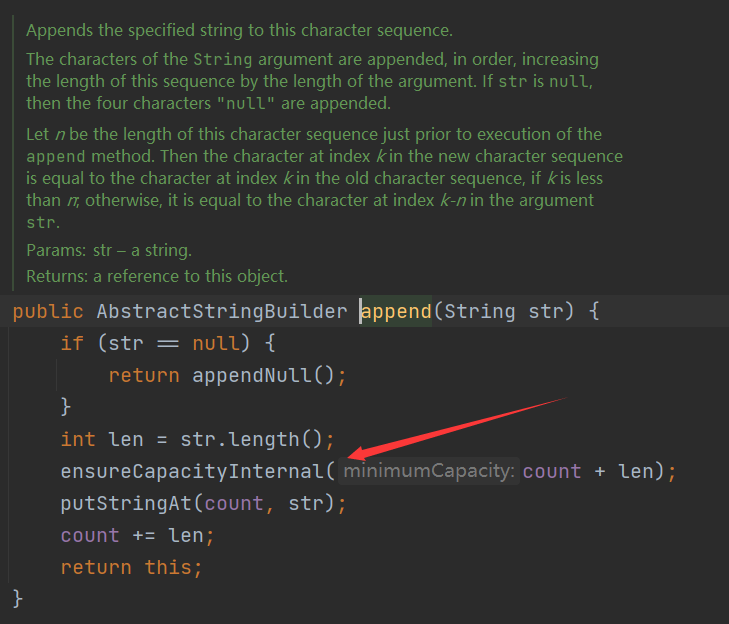 Appends the specified string to this character sequence.
The characters of the String argument are appended, in order, increasing
the length of this sequence by the length of the argument. If str is null,
then the four characters "null" are appended.
Let n be the length of this character sequence just prior to execution of the
append method. Then the character at index k in the new character sequence
is equal to the character at index k in the old character sequence, if k is less
than n; otherwise, it is equal to the character at index k-n in the argument
str.
Params: str – a string.
Returns: a reference to this object.
public AbstractStringBuilder append(String str) {
if (str == null) {
return appendNull();
}
int len = str.length();
ensureCapacityInternal( minimumCapacity: count + len);
putStringAt(count, str);
count += len;
return this;
}